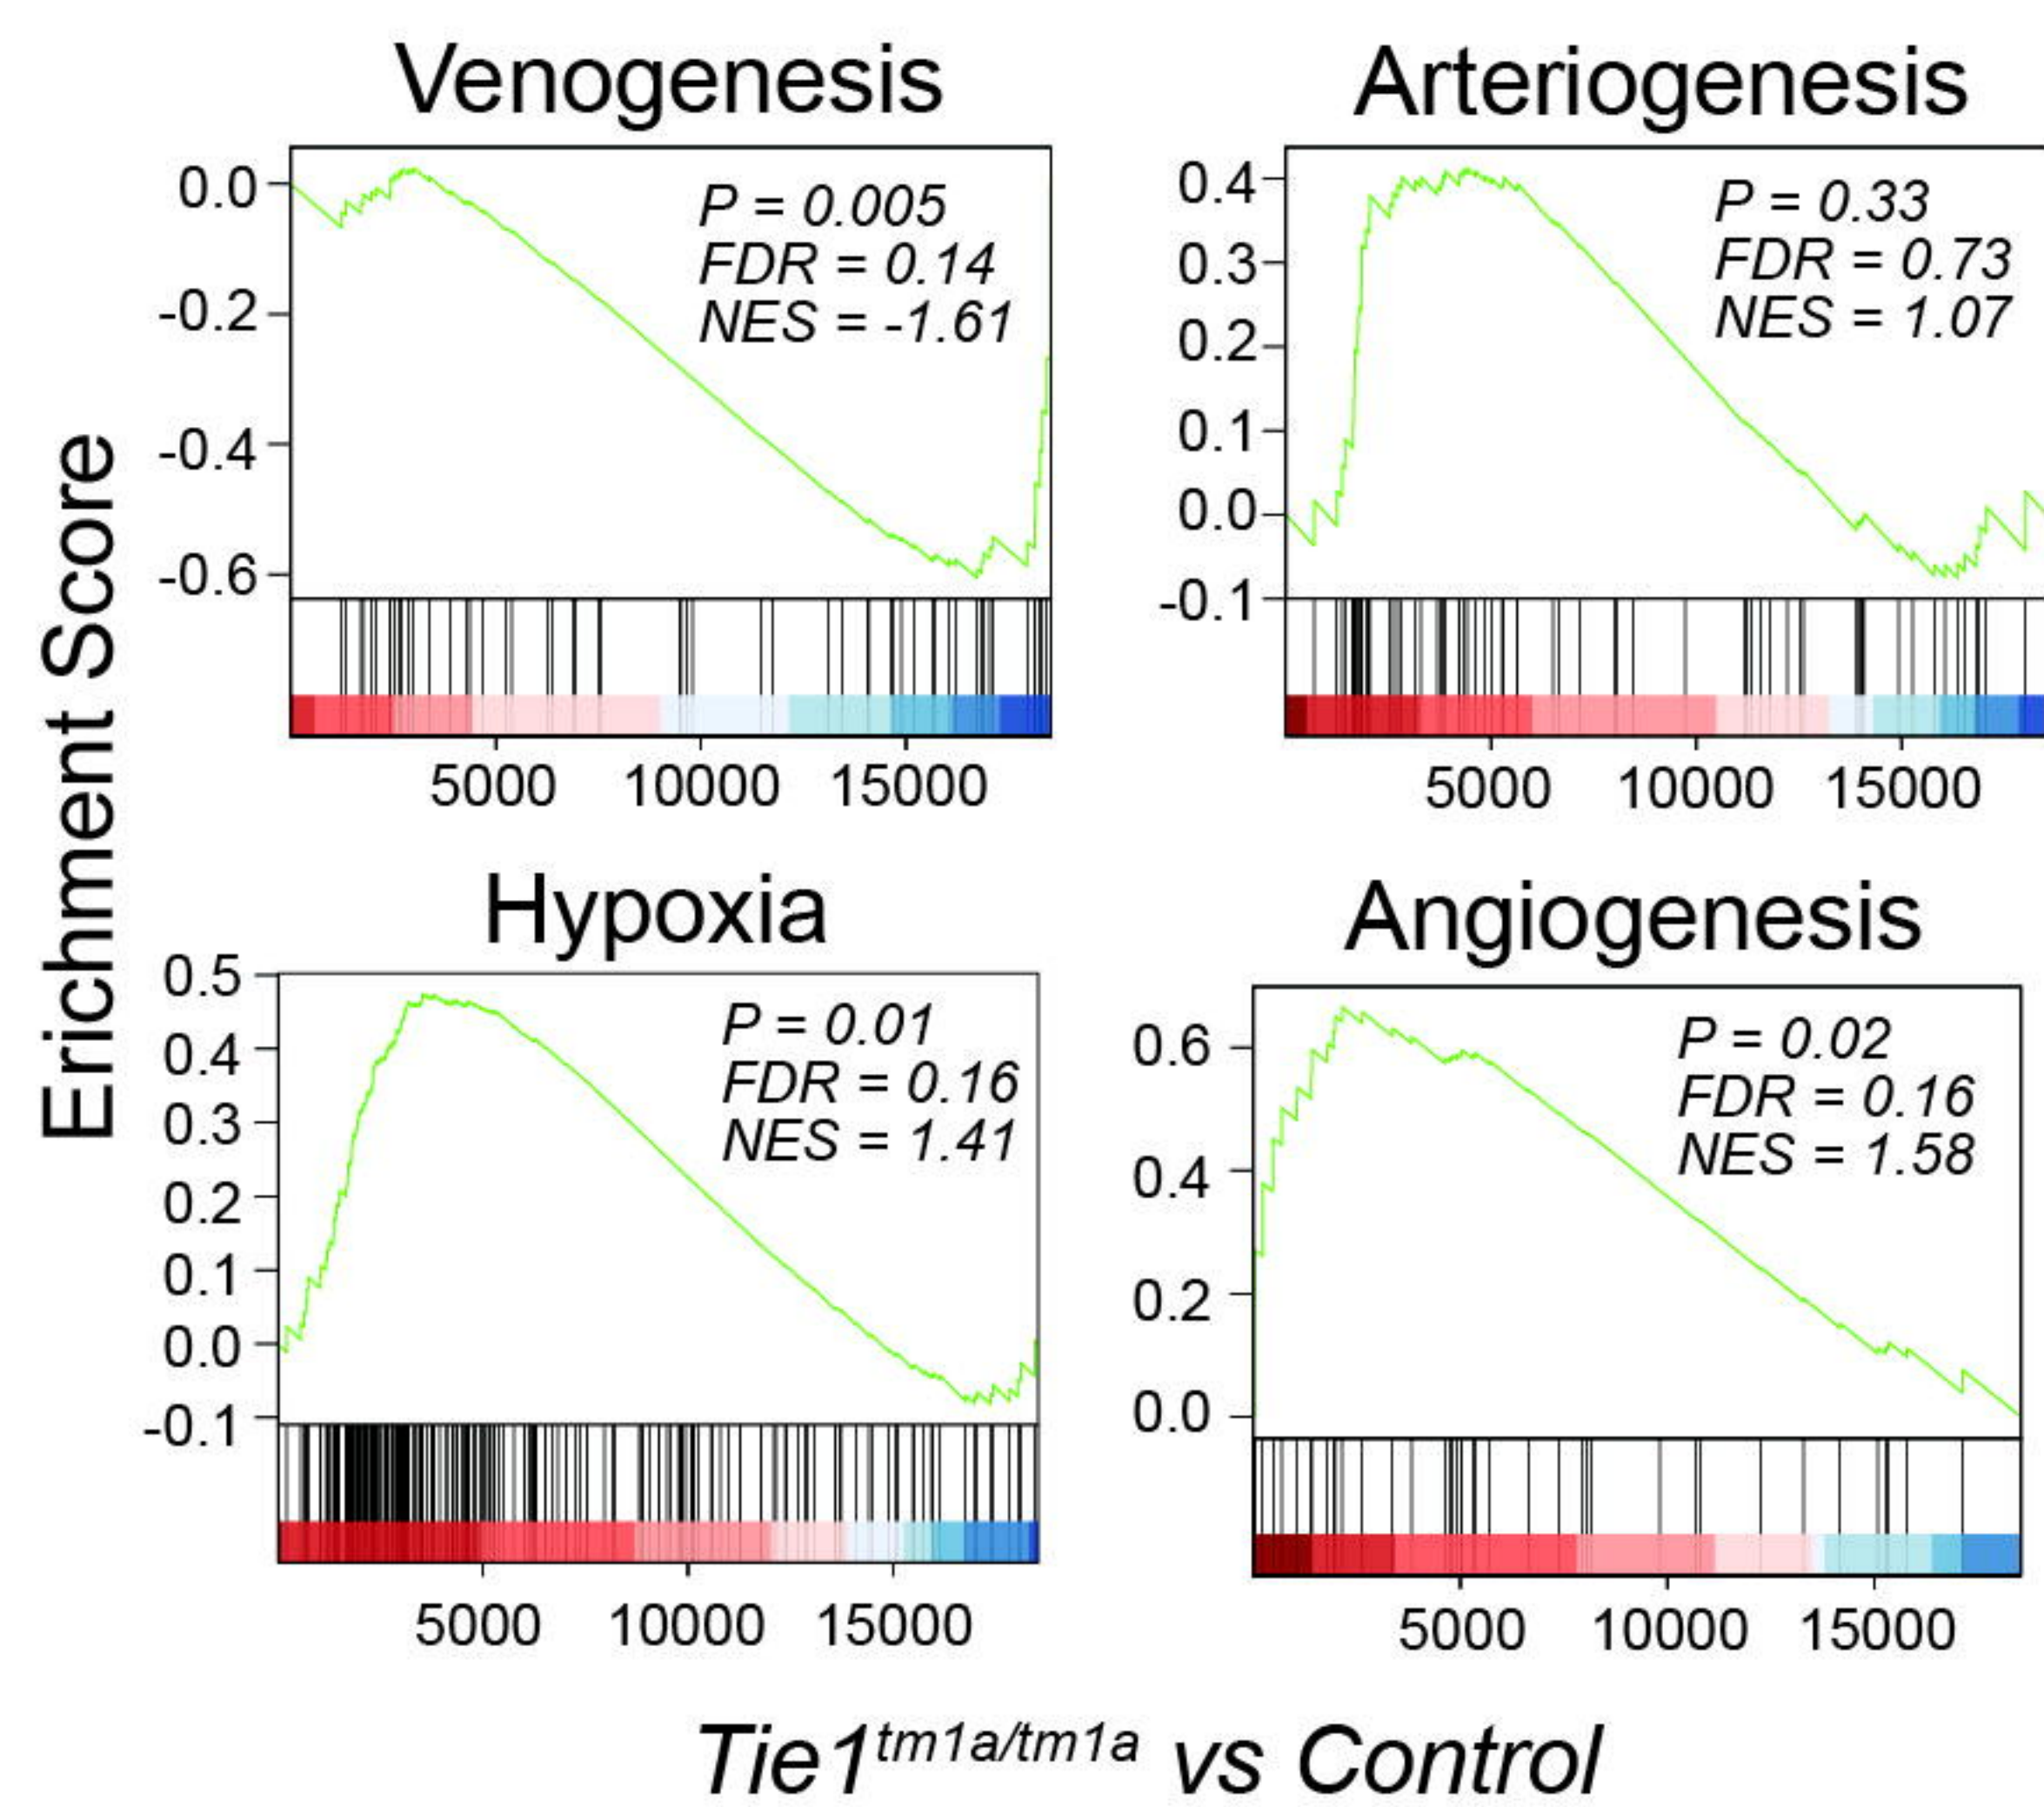 Venogenesis
0.0
-0.2
-0.4
-0.6
P = 0.005
FDR = 0.14
NES = -1.61
5000 10000 15000
Arteriogenesis
0.4
0.3
0.2
0.1
0.0
-0.1
P = 0.33
FDR = 0.73
NES = 1.07
5000 10000 15000
Enrichment Score
Hypoxia
0.5
0.4
0.3
0.2
0.1
0.0
-0.1
P = 0.01
FDR = 0.16
NES = 1.41
5000 10000 15000
Angiogenesis
0.6
0.4
0.2
0.0
P = 0.02
FDR = 0.16
NES = 1.58
5000 10000 15000
Tie1tm1a/tm1a vs Control